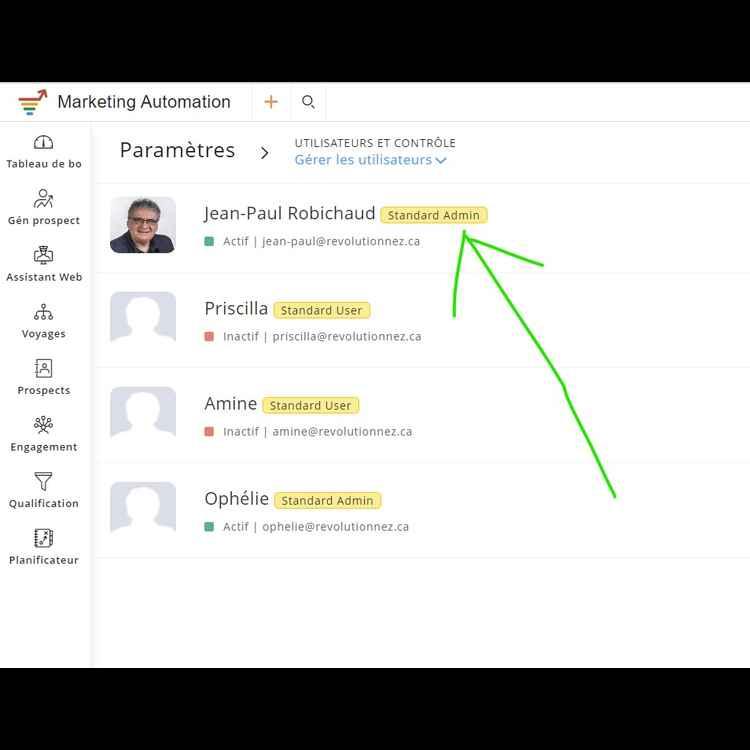 Marketing Automation
Paramètres
UTILISATEURS ET CONTRÔLE
Gérer les utilisateurs
Tableau de bo
Gén prospect
Assistant Web
Voyages
Prospects
Engagement
Qualification
Planificateur
Jean-Paul Robichaud Standard Admin
Actif | jean-paul@revolutionnez.ca
Priscilla Standard User
Inactif | priscilla@revolutionnez.ca
Amine Standard User
Inactif | amine@revolutionnez.ca
Ophélie Standard Admin
Actif | ophelie@revolutionnez.ca